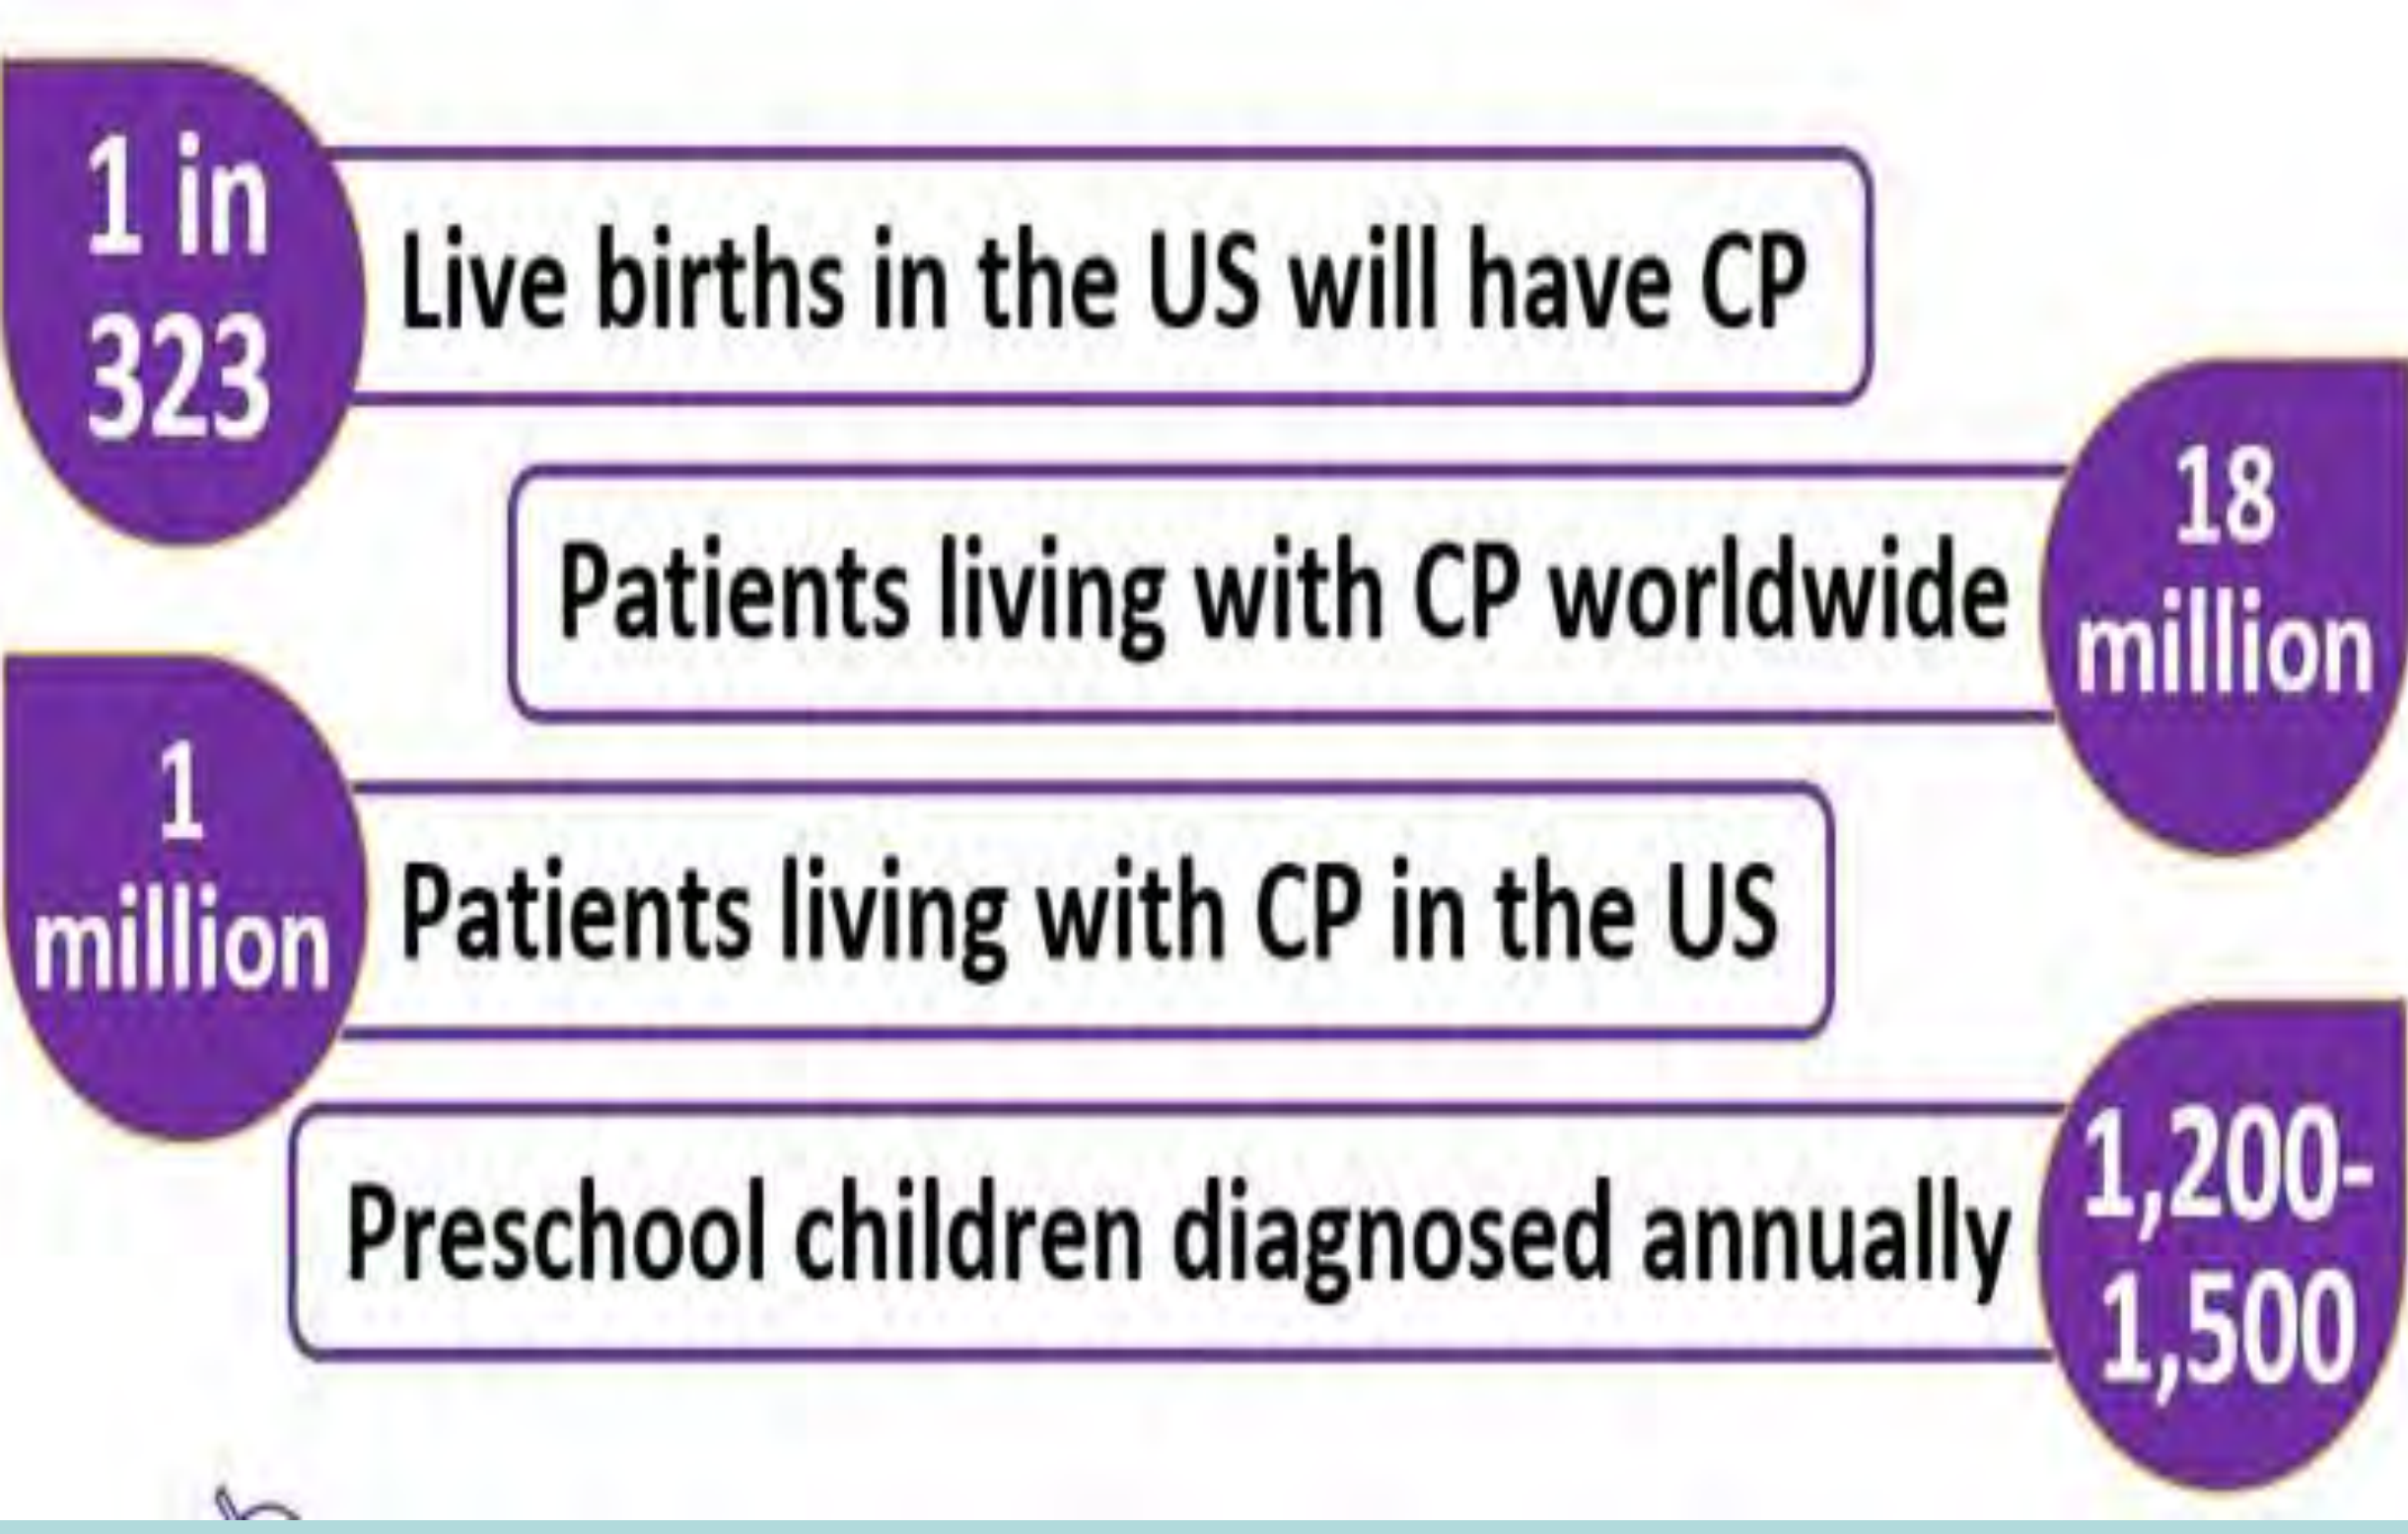 1 in
323
Live births in the US will have CP
Patients living with CP worldwide
18
million
1
million
Patients living with CP in the US
Preschool children diagnosed annually
1,200-
1,500